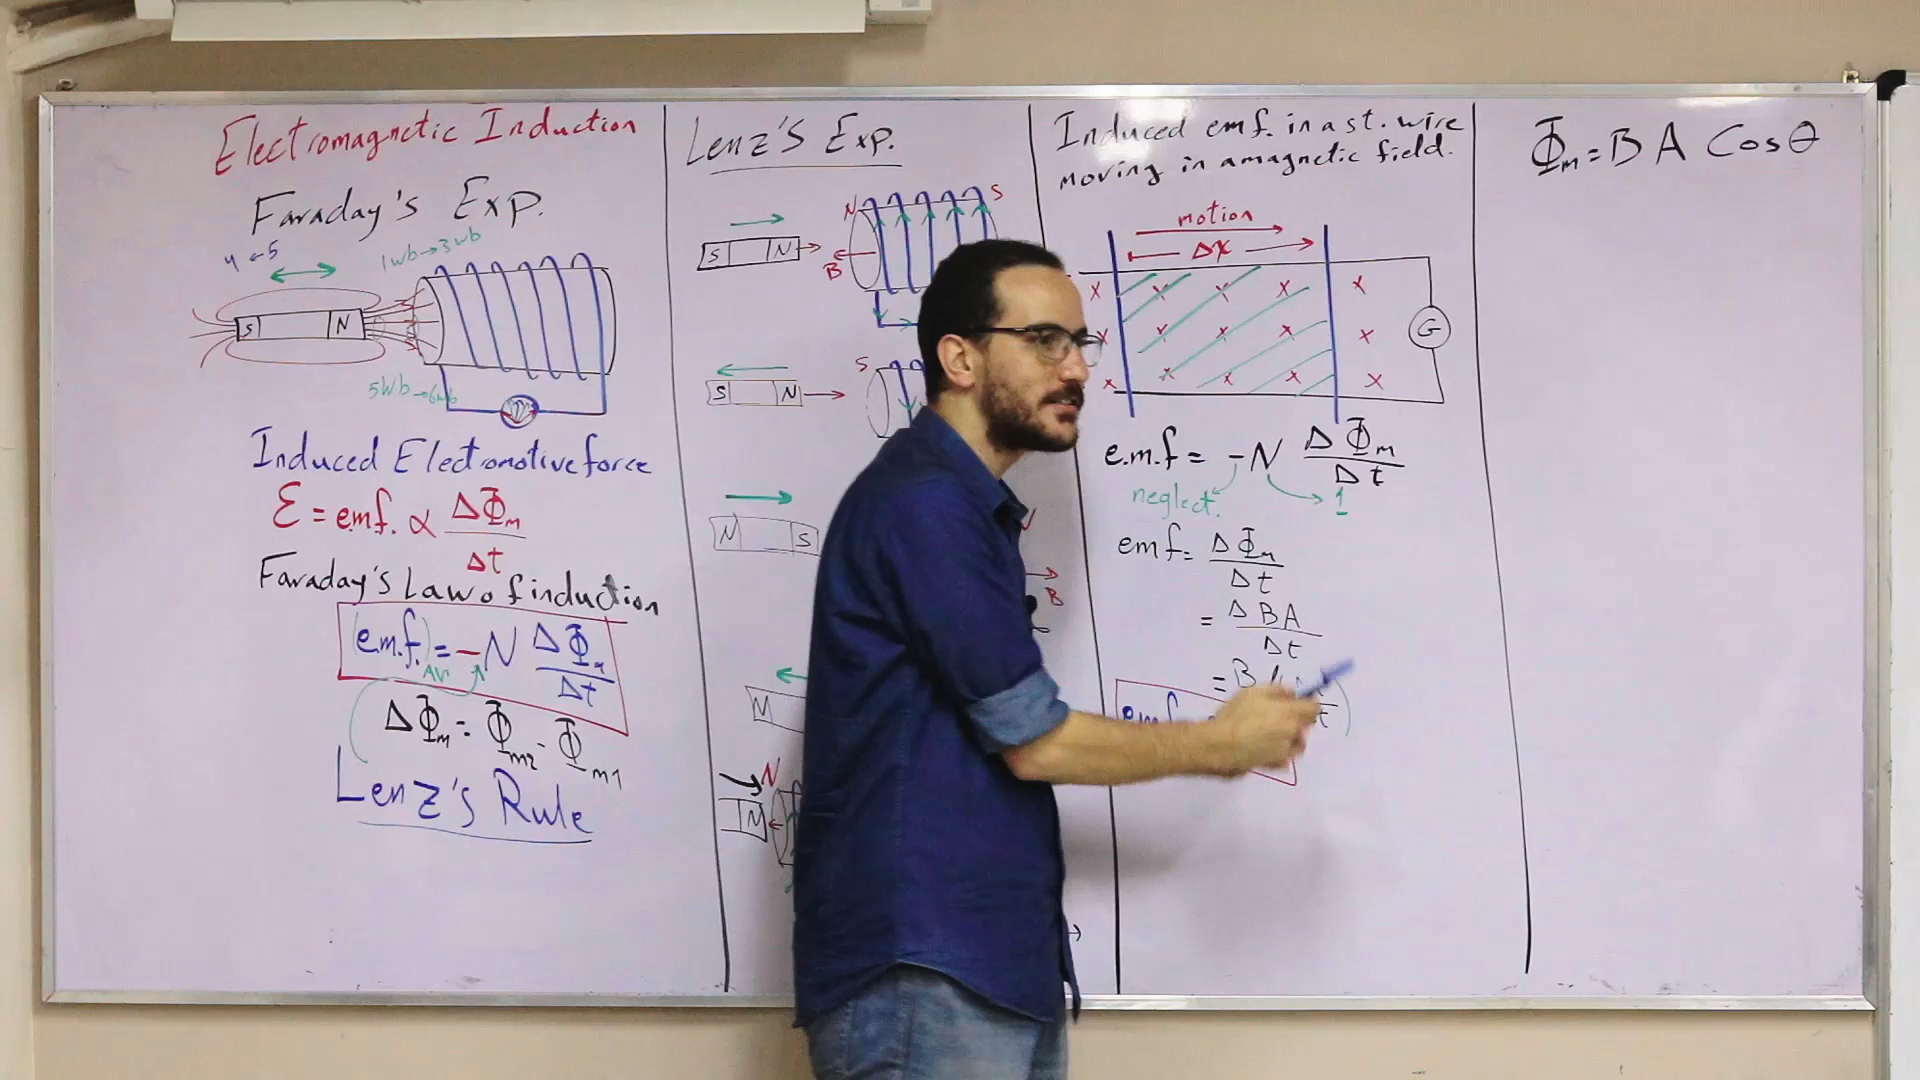 Electromagnetic Induction
Faraday's Exp.
4 ← 5
1wb→3wb
S N
5wb→6wb
Induced Electromotive force
Ɛ = emf. ∝ ΔΦm / Δt
Faraday's Law of induction
(e.m.f.)Av = -N ΔΦm / Δt
ΔΦm = Φm2 - Φm1
Lenz's Rule
Lenz's Exp.
N S
S N
B
S
S N
N S
B
N
N
Induced emf. in a st. wire
moving in a magnetic field.
motion
Δx
x x x x
x x x x
x x x x
G
e.m.f = -N ΔΦm / Δt
neglect. 1
emf = ΔΦm / Δt
= ΔBA / Δt
= B
emf
Φm = B A Cos θ